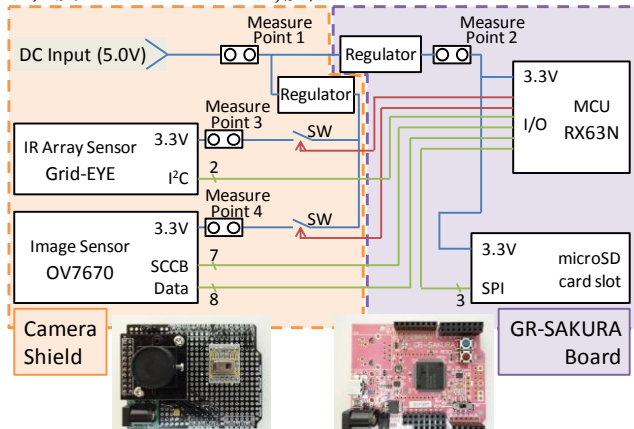 Measure
Point 1
Measure
Point 2
DC Input (5.0V)
Regulator
Regulator
3.3V
MCU
RX63N
I/O
Measure
Point 3
SW
IR Array Sensor
Grid-EYE
3.3V
I²C
2
Measure
Point 4
SW
Image Sensor
OV7670
3.3V
SCCB
7
Data
8
3.3V
microSD
card slot
SPI
3
Camera
Shield
GR-SAKURA
Board
GR-SAKURA